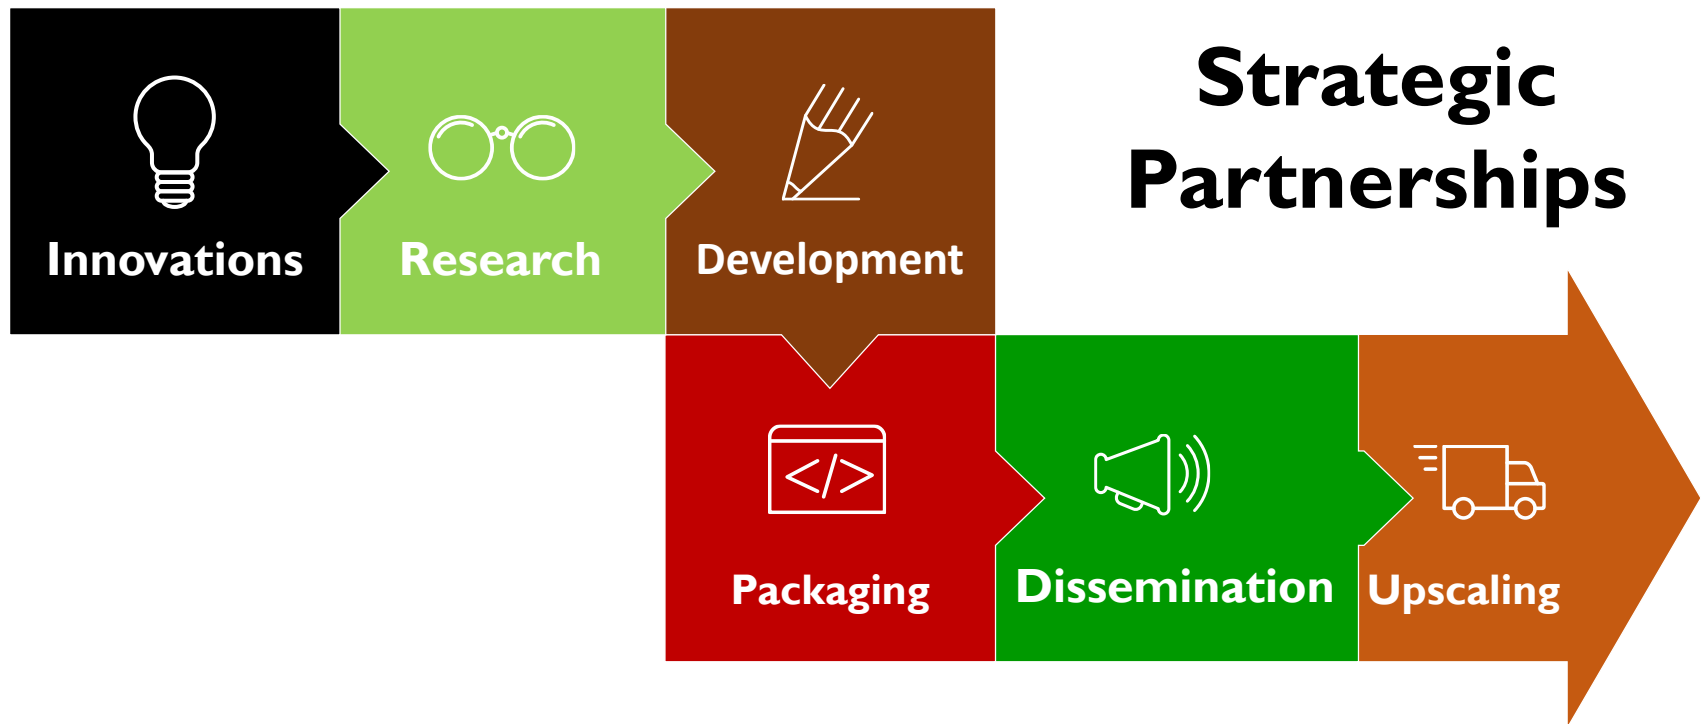 Strategic
Partnerships
Innovations
Research
Development
</>
Packaging
Dissemination
Upscaling